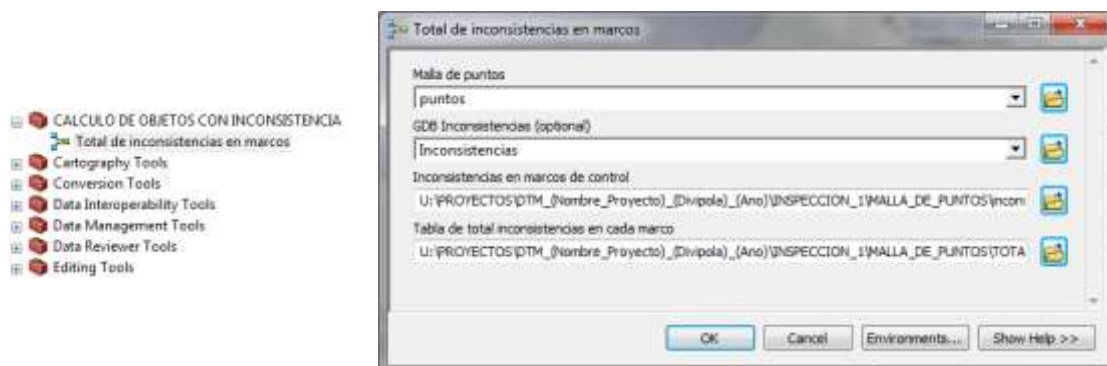 CALCULO DE OBJETOS CON INCONSISTENCIA
Total de inconsistencias en marcos
Cartography Tools
Conversion Tools
Data Interoperability Tools
Data Management Tools
Data Reviewer Tools
Editing Tools
Total de inconsistencias en marcos
Malla de puntos
puntos
GDB Inconsistencias (optional)
Inconsistencias
Inconsistencias en marcos de control
U:\PROYECTOS\DTM_(Nombre_Proyecto)_(Divipola)_(Ano)\INSPECCION_1\MALLA_DE_PUNTOS\incon
Tabla de total inconsistencias en cada marco
U:\PROYECTOS\DTM_(Nombre_Proyecto)_(Divipola)_(Ano)\INSPECCION_1\MALLA_DE_PUNTOS\TOTA
OK
Cancel
Environments...
Show Help >>